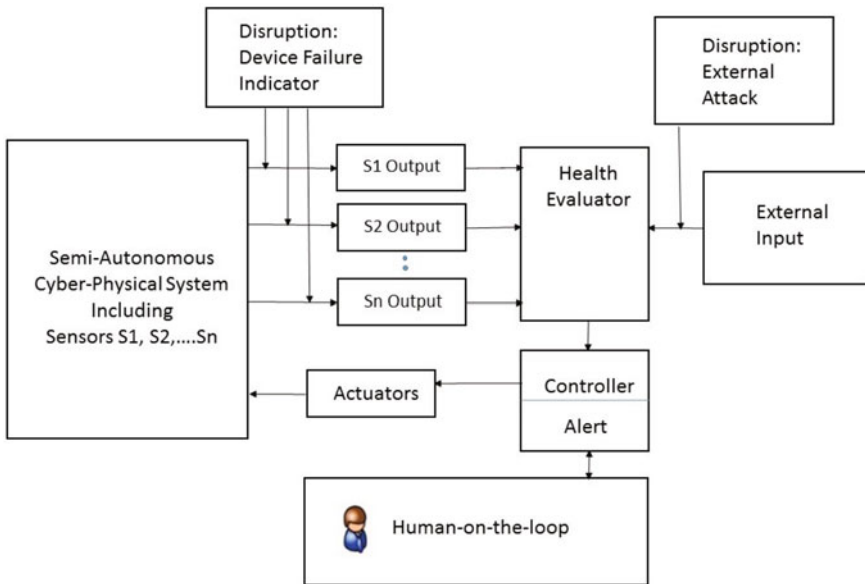 Disruption:
Device Failure
Indicator
Disruption:
External
Attack
S1 Output
S2 Output
Sn Output
Health
Evaluator
External
Input
Semi-Autonomous
Cyber-Physical System
Including
Sensors S1, S2,....Sn
Actuators
Controller
Alert
Human-on-the-loop